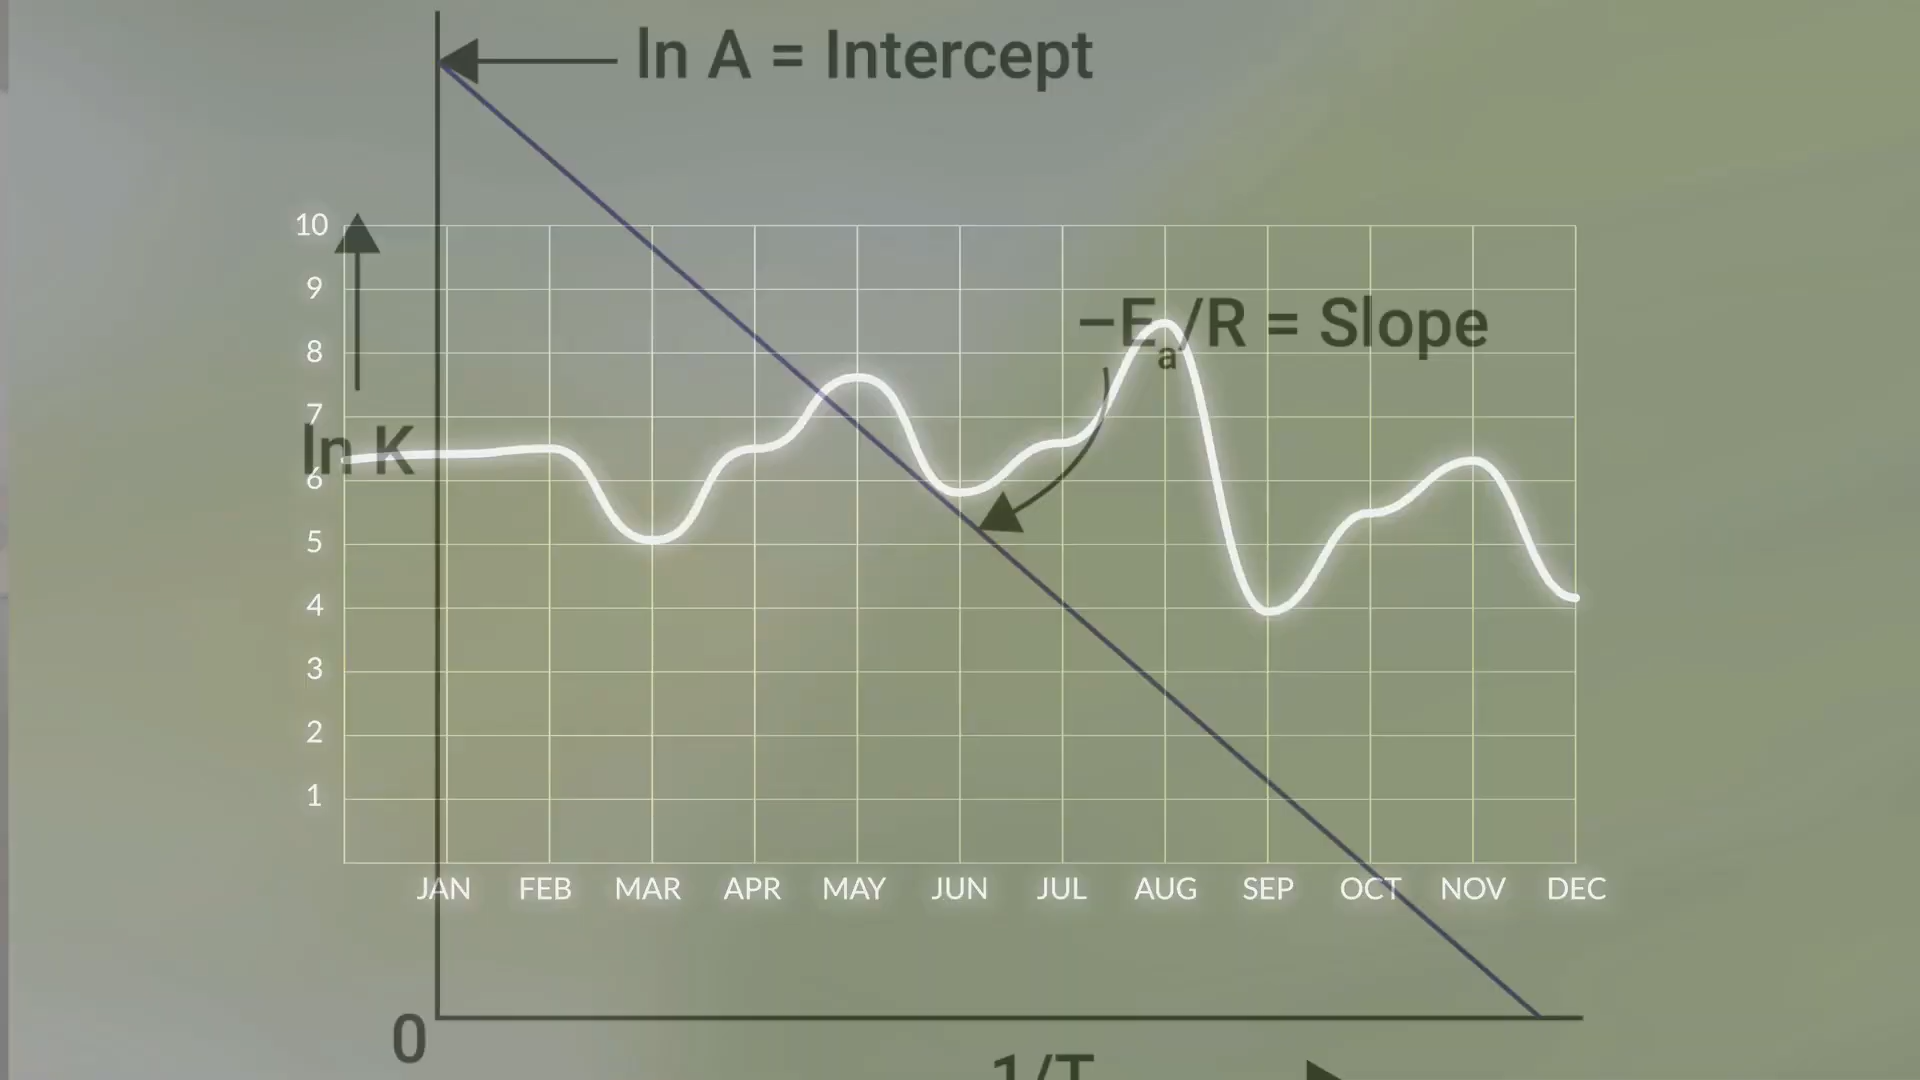 ln A = Intercept
10
9
−Ea/R = Slope
8
7
ln K
6
5
4
3
2
1
JAN FEB MAR APR MAY JUN JUL AUG SEP OCT NOV DEC
0
1/T